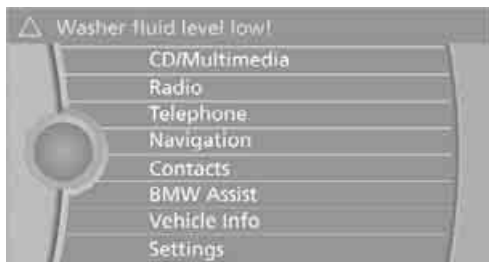 Washer fluid level low!
CD/Multimedia
Radio
Telephone
Navigation
Contacts
BMW Assist
Vehicle Info
Settings